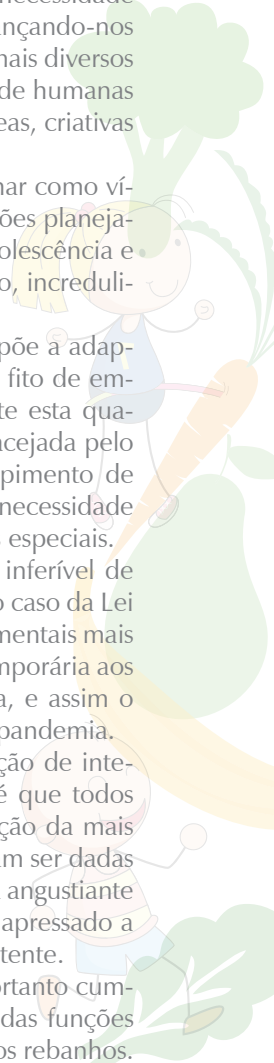 necessidade
ançando-nos
nais diversos
de humanas
eas, criativas
nar como ví-
ões planeja-
dolescência e
o, increduli-
põe a adap-
fito de em-
te esta qua-
acejada pelo
pimento de
necessidade
especiais.
inferível de
o caso da Lei
mentais mais
mporária aos
a, e assim o
pandemia.
ção de inte-
é que todos
ção da mais
am ser dadas
angustiante
apressado a
tente.
ortanto cum-
das funções
os rebanhos.